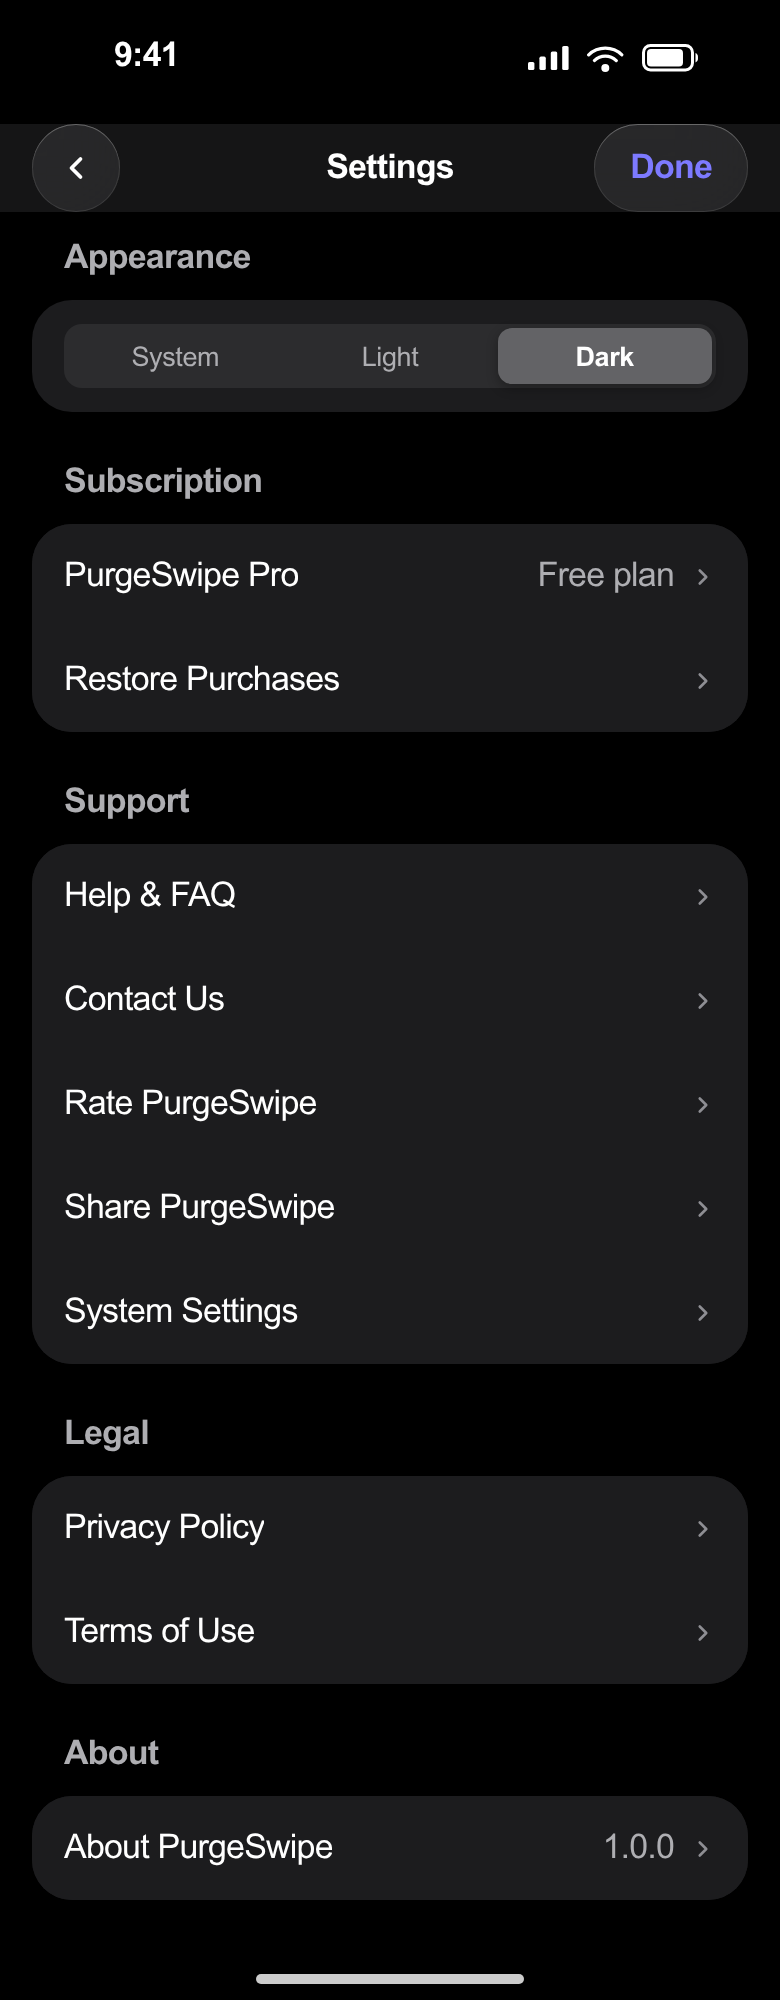 9:41
Settings
Done
Appearance
System
Light
Dark
Subscription
PurgeSwipe Pro
Free plan
Restore Purchases
Support
Help & FAQ
Contact Us
Rate PurgeSwipe
Share PurgeSwipe
System Settings
Legal
Privacy Policy
Terms of Use
About
About PurgeSwipe
1.0.0